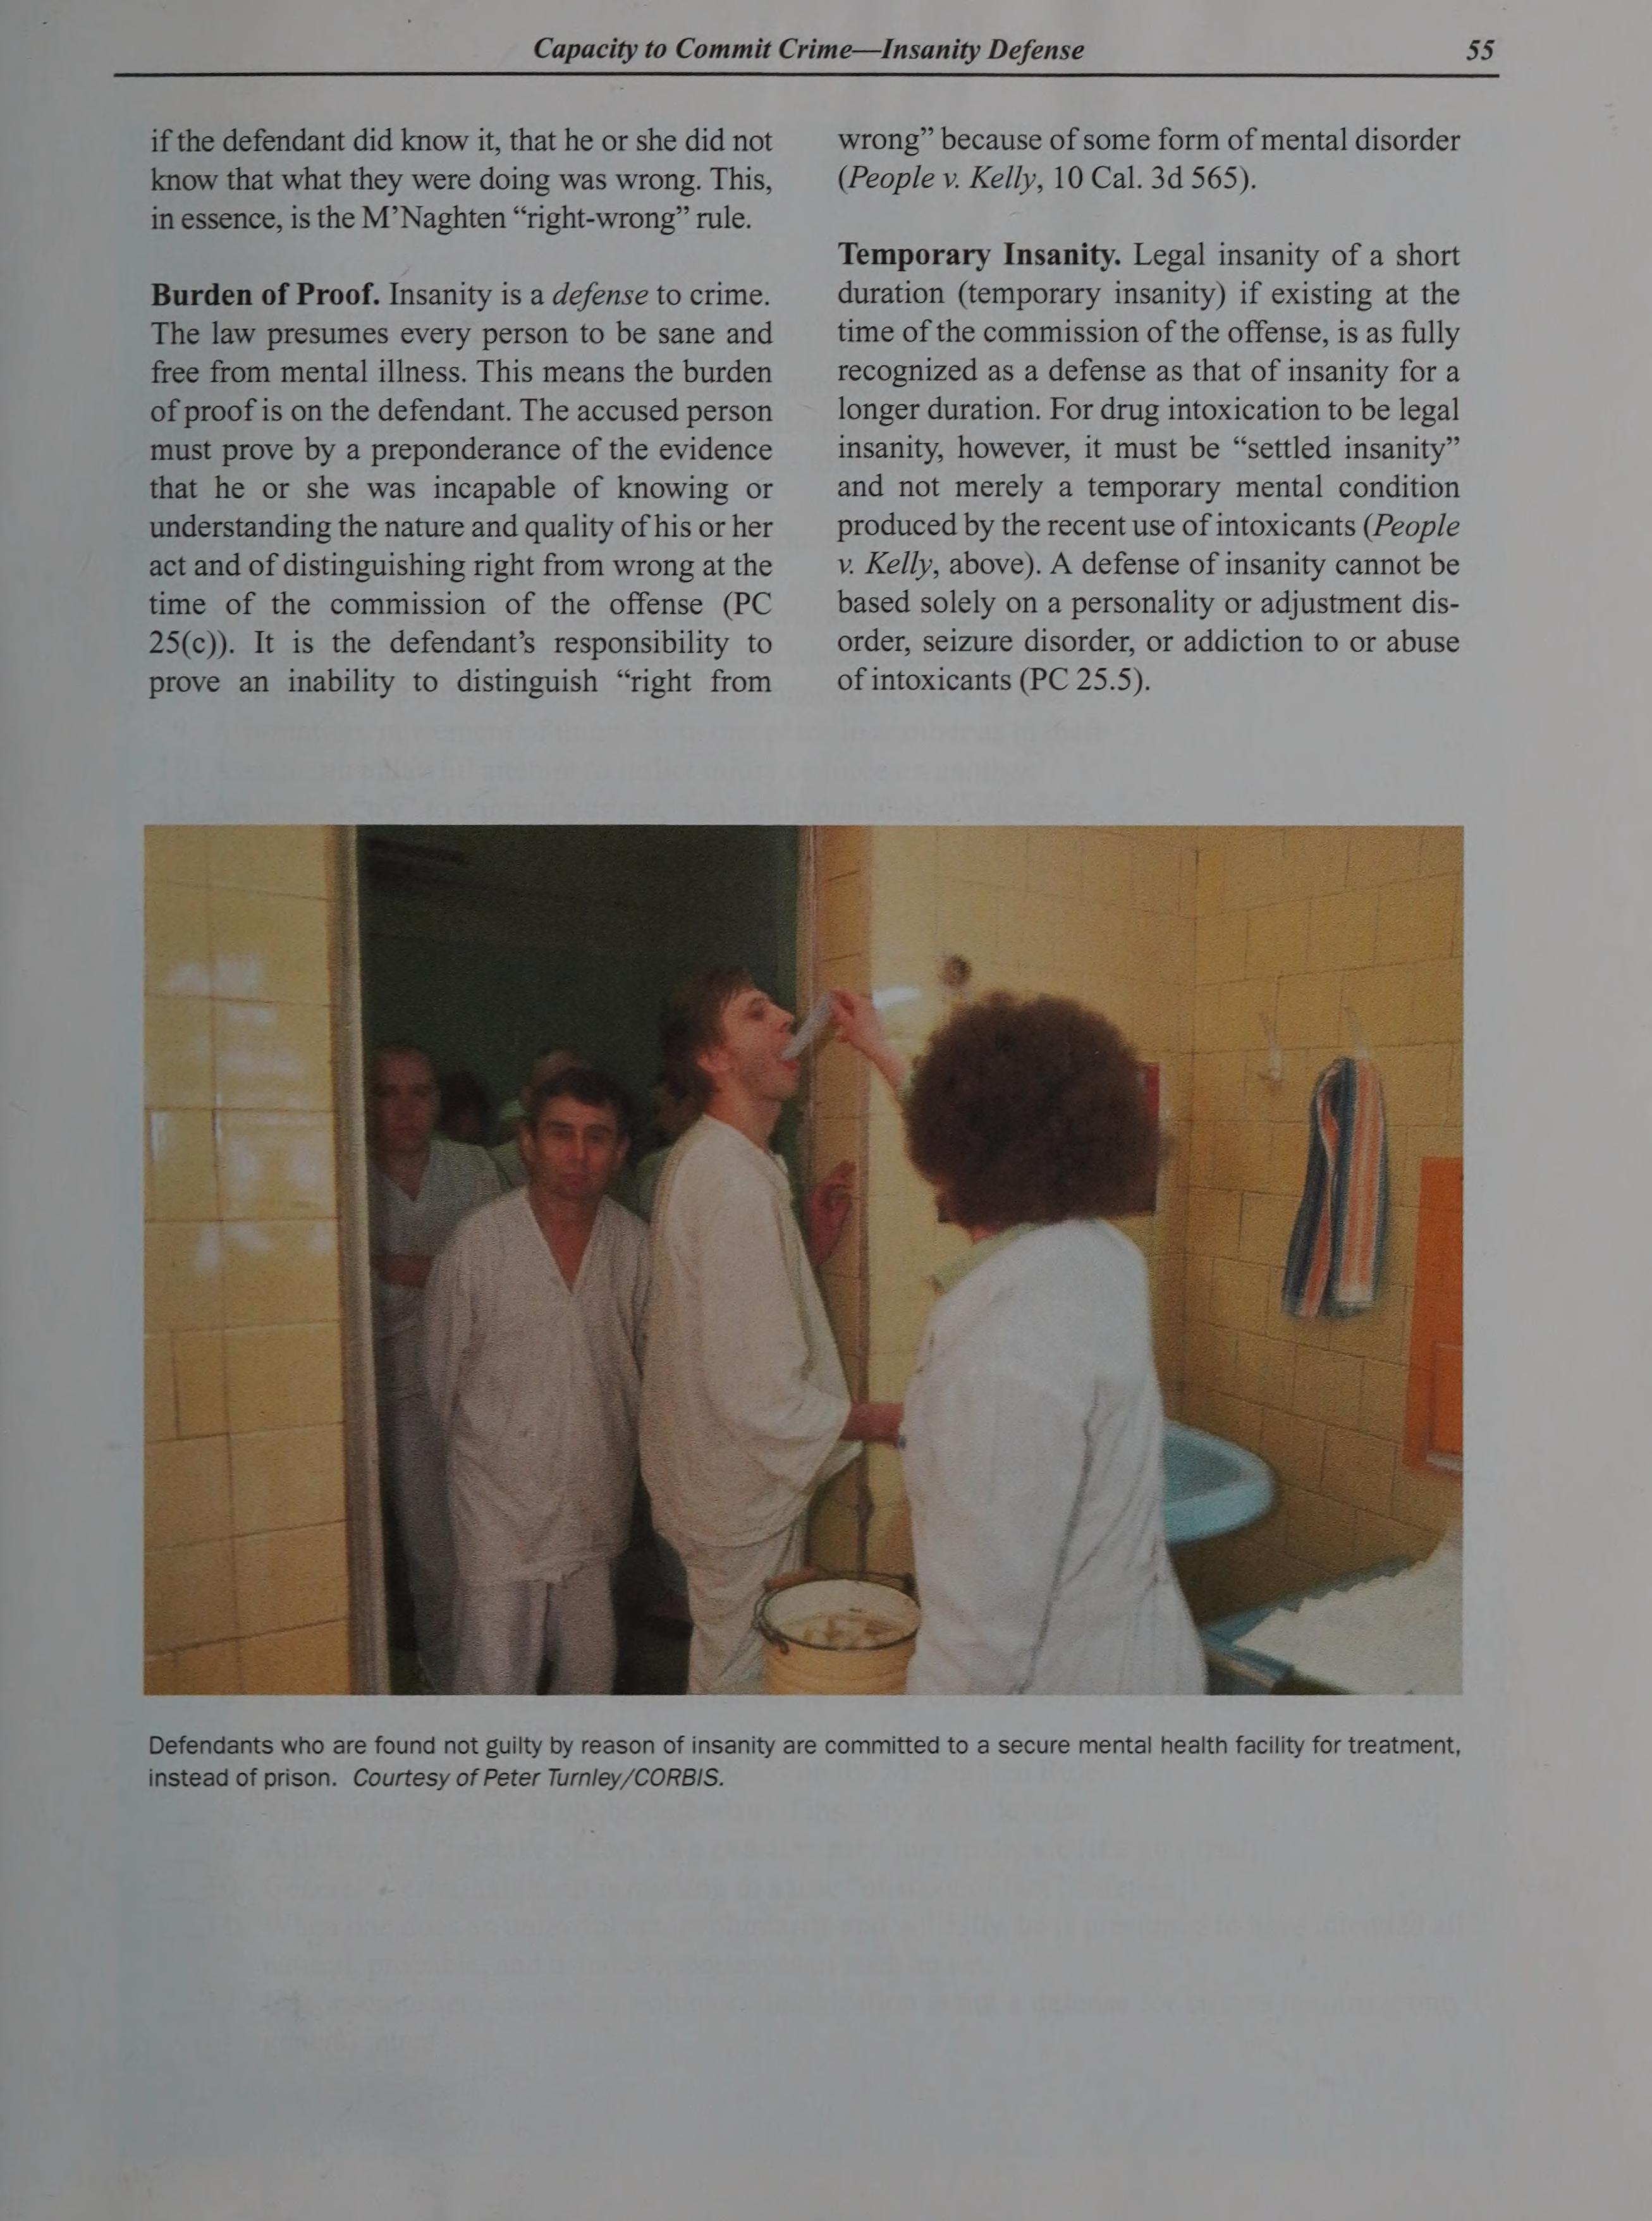 Capacity to Commit Crime—Insanity Defense 55
if the defendant did know it, that he or she did not
know that what they were doing was wrong. This,
in essence, is the M’Naghten “right-wrong” rule.
Burden of Proof. Insanity is a defense to crime.
The law presumes every person to be sane and
free from mental illness. This means the burden
of proof is on the defendant. The accused person
must prove by a preponderance of the evidence
that he or she was incapable of knowing or
understanding the nature and quality of his or her
act and of distinguishing right from wrong at the
time of the commission of the offense (PC
25(c)). It is the defendant’s responsibility to
prove an inability to distinguish “right from
wrong” because of some form of mental disorder
(People v. Kelly, 10 Cal. 3d 565).
Temporary Insanity. Legal insanity of a short
duration (temporary insanity) if existing at the
time of the commission of the offense, is as fully
recognized as a defense as that of insanity for a
longer duration. For drug intoxication to be legal
insanity, however, it must be “settled insanity”
and not merely a temporary mental condition
produced by the recent use of intoxicants (People
v. Kelly, above). A defense of insanity cannot be
based solely on a personality or adjustment dis-
order, seizure disorder, or addiction to or abuse
of intoxicants (PC 25.5).
Defendants who are found not guilty by reason of insanity are committed to a secure mental health facility for treatment,
instead of prison. Courtesy of Peter Turnley/CORBIS.